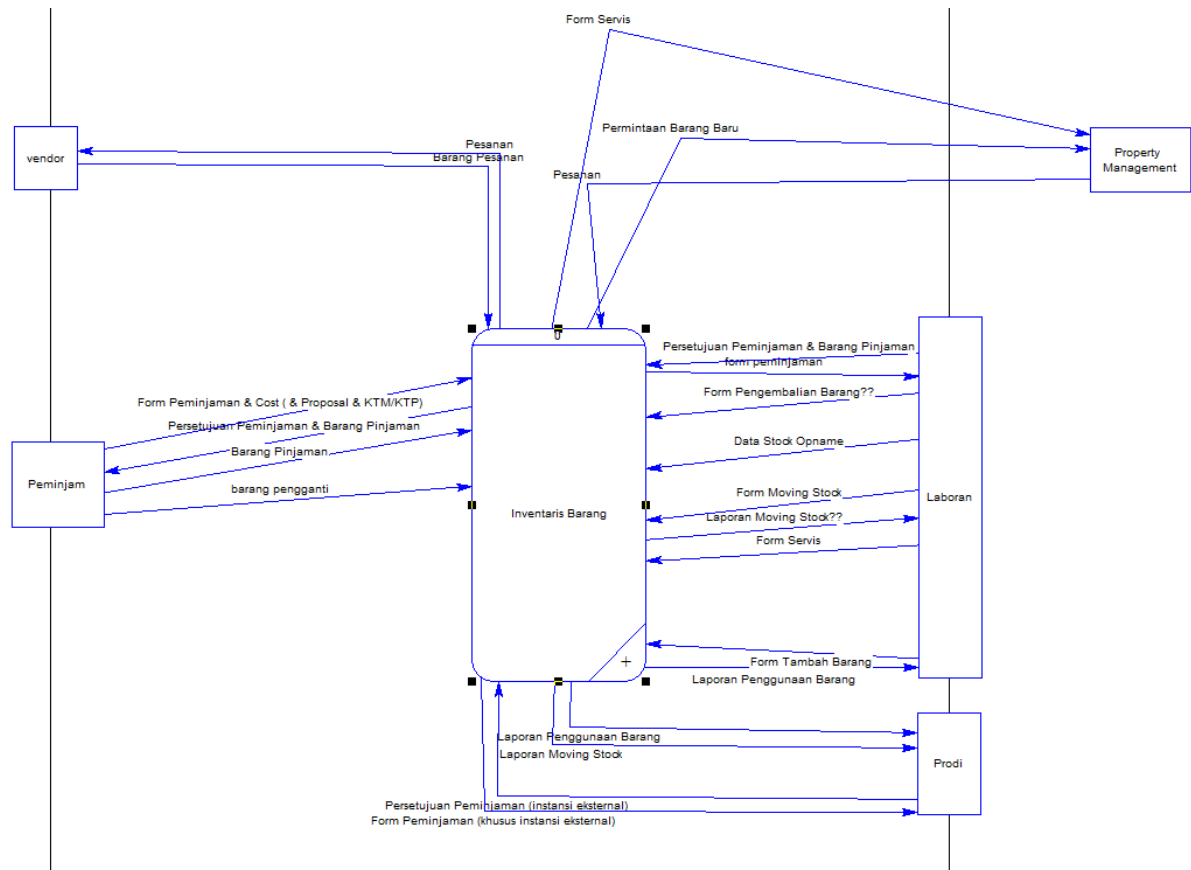 Form Servis
Permintaan Barang Baru
Pesanan
Barang Pesanan
vendor
Property
Management
Pesanan
0
Persetujuan Peminjaman & Barang Pinjaman
form peminjaman
Form Pengembalian Barang??
Form Peminjaman & Cost ( & Proposal & KTM/KTP)
Persetujuan Peminjaman & Barang Pinjaman
Data Stock Opname
Barang Pinjaman
Peminjam
barang pengganti
Form Moving Stock
Laboran
Inventaris Barang
Laporan Moving Stock??
Form Servis
+
Form Tambah Barang
Laporan Penggunaan Barang
Laporan Penggunaan Barang
Laporan Moving Stock
Prodi
Persetujuan Peminjaman (instansi eksternal)
Form Peminjaman (khusus instansi eksternal)